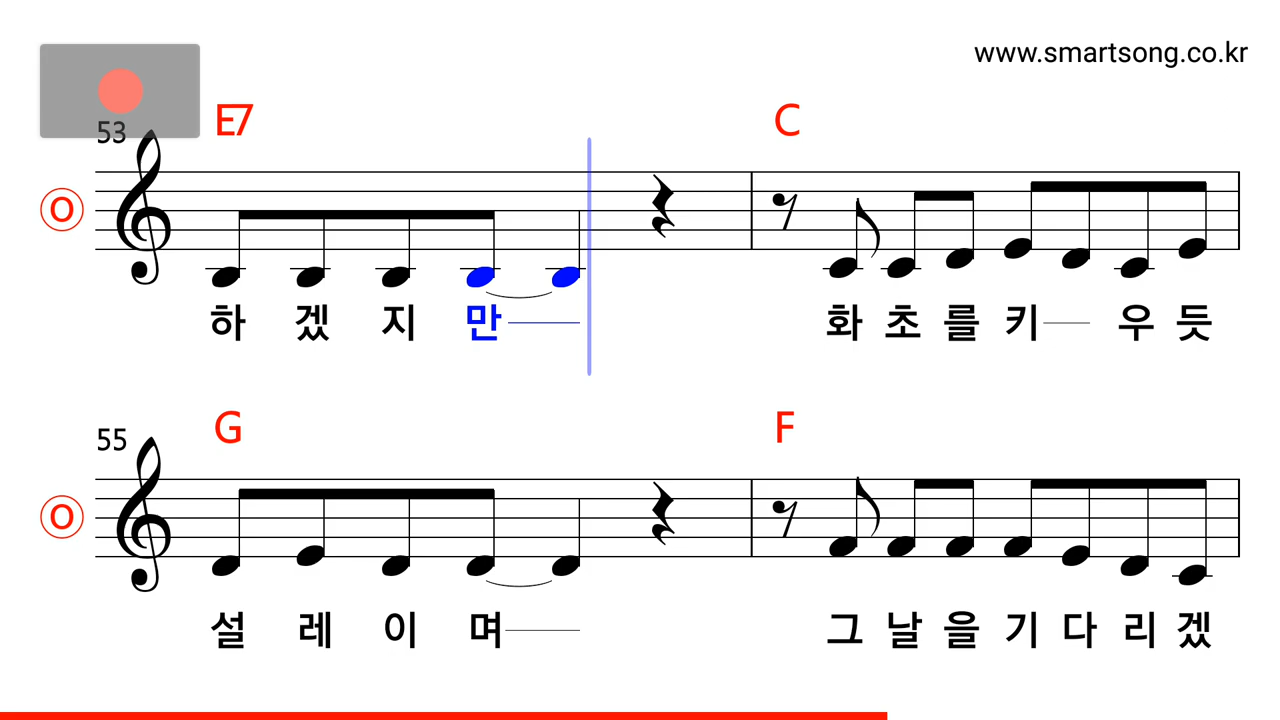 www.smartsong.co.kr
53 E7 C
O
하 겠 지 만 화 초 를 키 우 듯
55 G F
O
설 레 이 며 그 날 을 기 다 리 겠